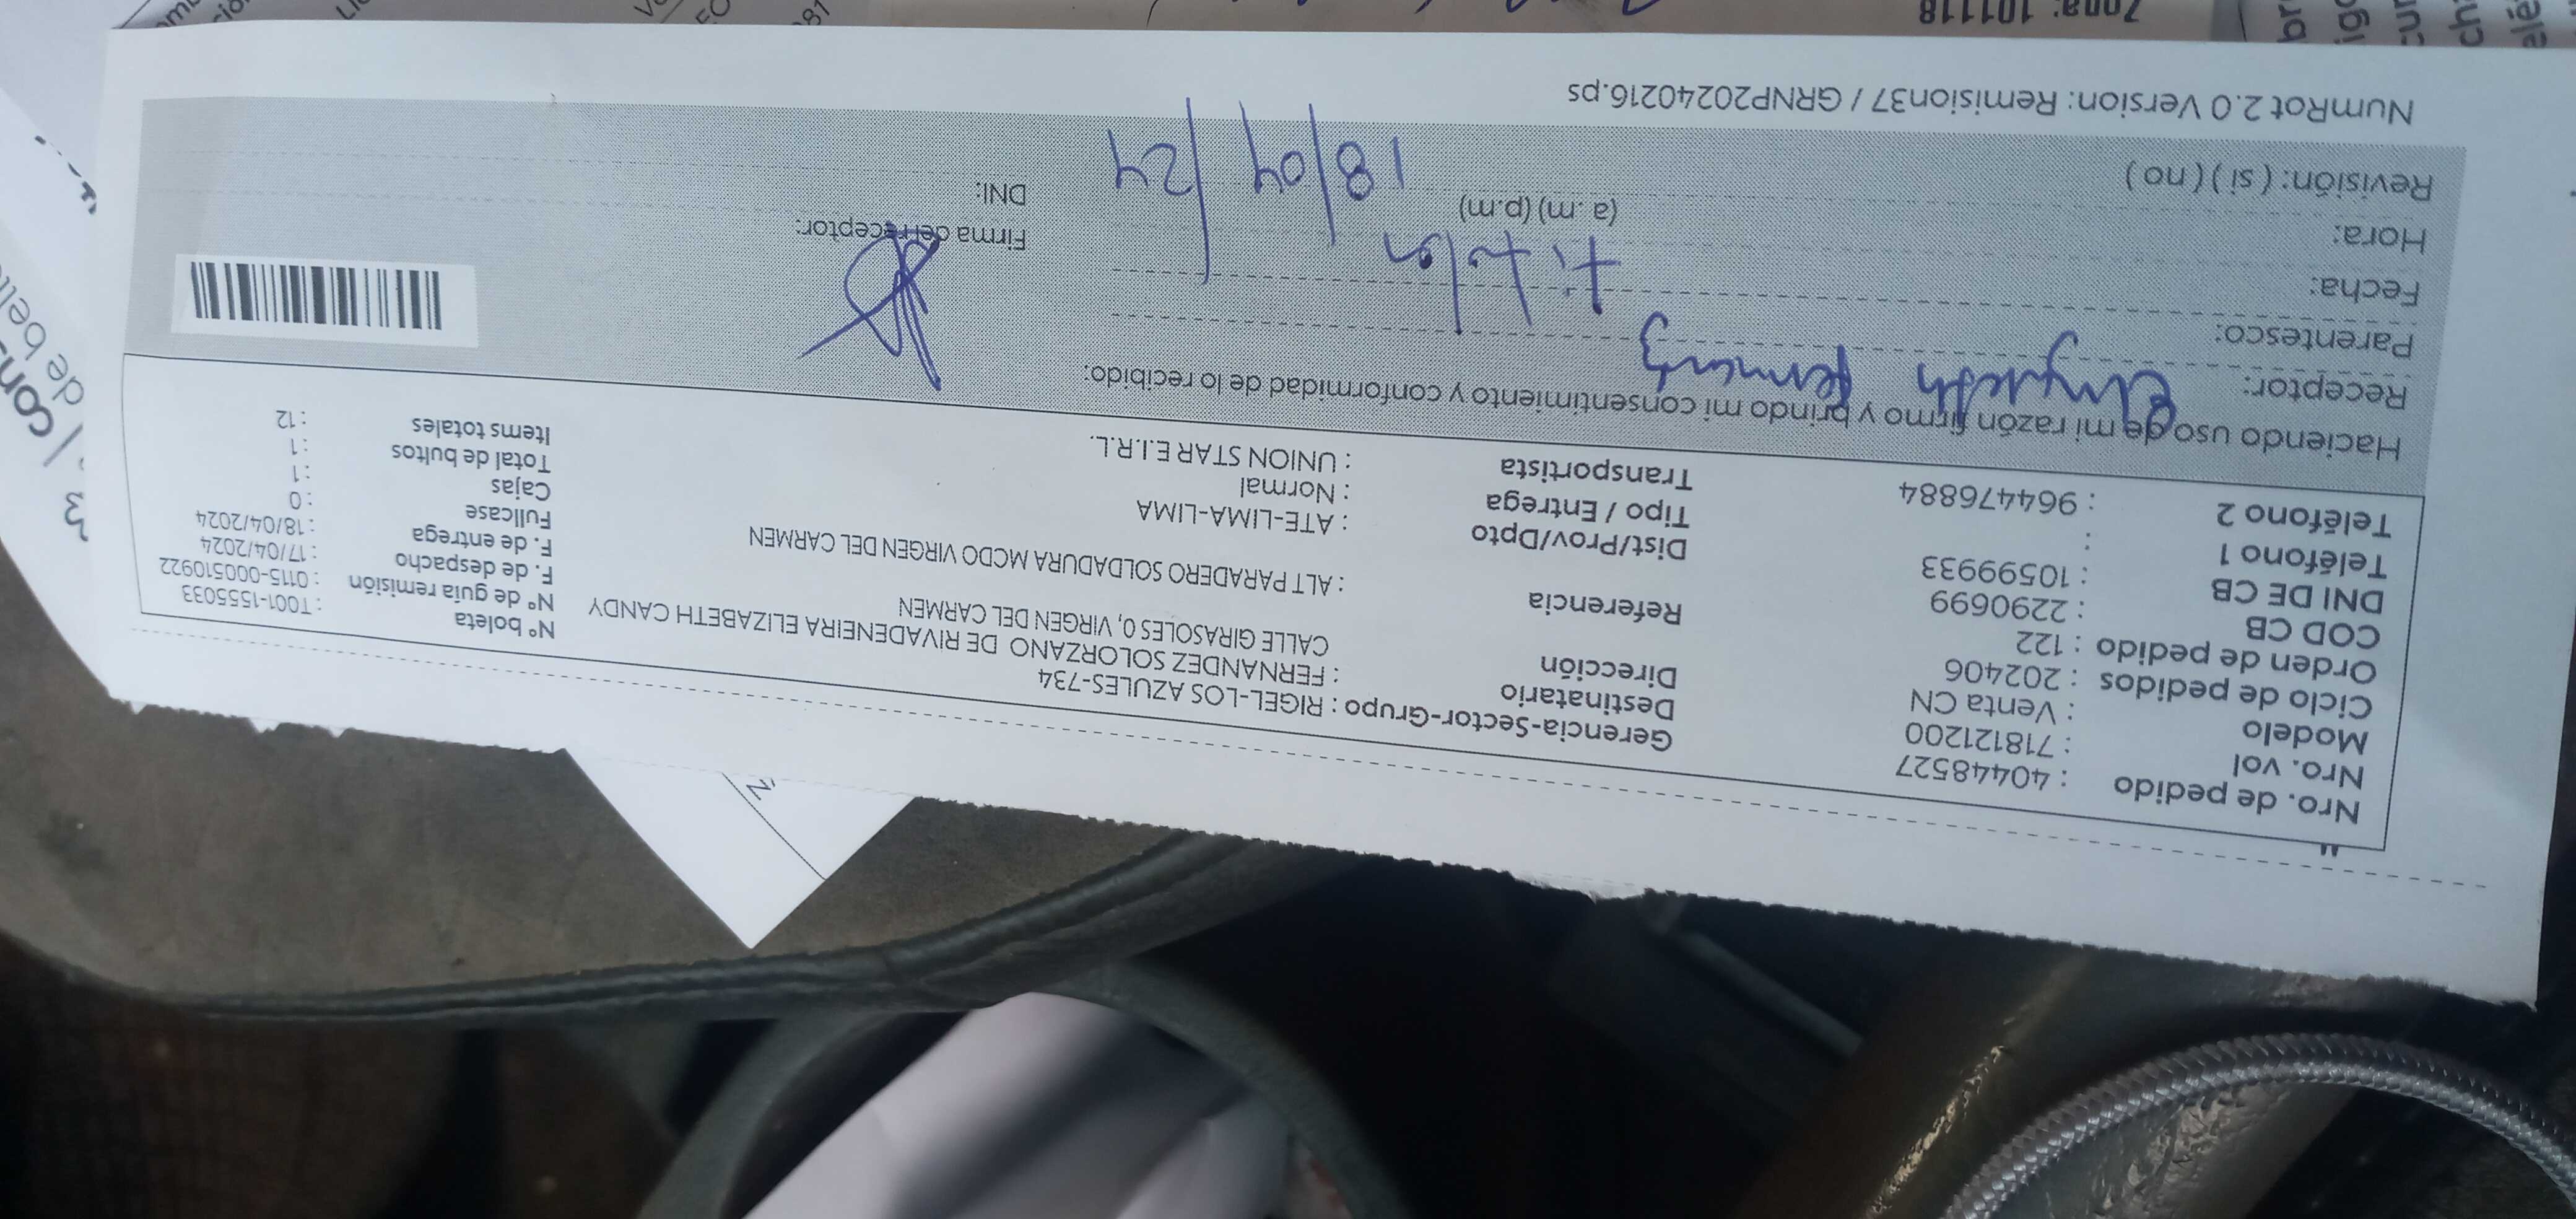 Nro. de pedido : 40448527
Nro. vol : 718121200
Modelo : Venta CN
Ciclo de pedidos : 202406
Orden de pedido : 122
COD CB : 2290699
DNI DE CB : 10599933
Teléfono 1 :
Teléfono 2 : 964476884
Gerencia-Sector-Grupo : RIGEL-LOS AZULES-734
Destinatario : FERNANDEZ SOLORZANO DE RIVADENEIRA ELIZABETH CANDY
Dirección CALLE GIRASOLES 0, VIRGEN DEL CARMEN
Referencia : ALT PARADERO SOLDADURA MCDO VIRGEN DEL CARMEN
Dist/Prov/Dpto : ATE-LIMA-LIMA
Tipo / Entrega : Normal
Transportista : UNION STAR E.I.R.L.
N° boleta : T001-1555033
N° de guía remisión : 0115-000510922
F. de despacho : 17/04/2024
F. de entrega : 18/04/2024
Fullcase : 0
Cajas : 1
Total de bultos : 1
Items totales : 12
Haciendo uso de mi razón firmo y brindo mi consentimiento y conformidad de lo recibido:
Receptor:
Parentesco: titular
Fecha: 18/04/24
Hora: (a .m) (p.m)
Revisión: ( si ) ( no )
Firma del receptor:
DNI:
NumRot 2.0 Version: Remision37 / GRNP20240216.ps
Zona: 101118
de